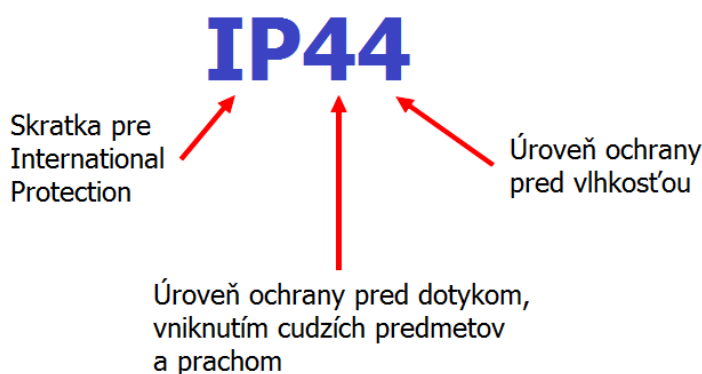 IP44
Skratka pre
International
Protection
Úroveň ochrany
pred vlhkosťou
Úroveň ochrany pred dotykom,
vniknutím cudzích predmetov
a prachom